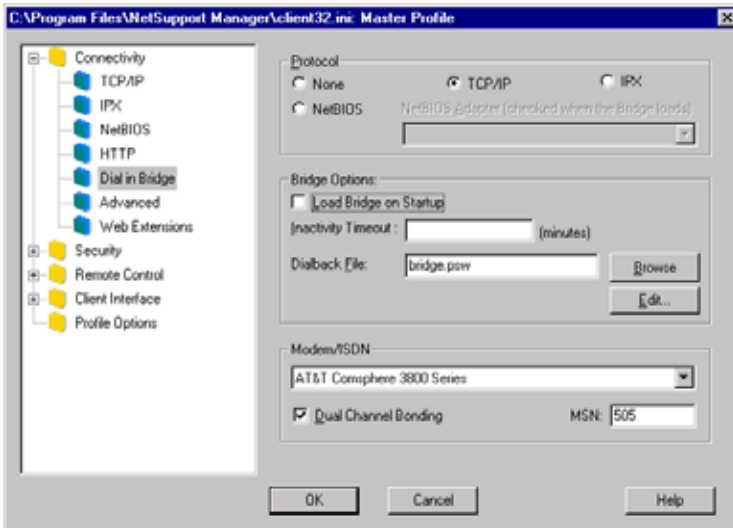 C:\Program Files\NetSupport Manager\client32.ini: Master Profile
Connectivity
TCP/IP
IPX
NetBIOS
HTTP
Dial in Bridge
Advanced
Web Extensions
Security
Remote Control
Client Interface
Profile Options
Protocol
None
TCP/IP
IPX
NetBIOS
NetBIOS Adapter (checked when the Bridge loads)
Bridge Options:
Load Bridge on Startup
Inactivity Timeout :
(minutes)
Dialback File:
bridge.psw
Browse
Edit...
Modem/ISDN
AT&T Comsphere 3800 Series
Dual Channel Bonding
MSN: 505
OK
Cancel
Help